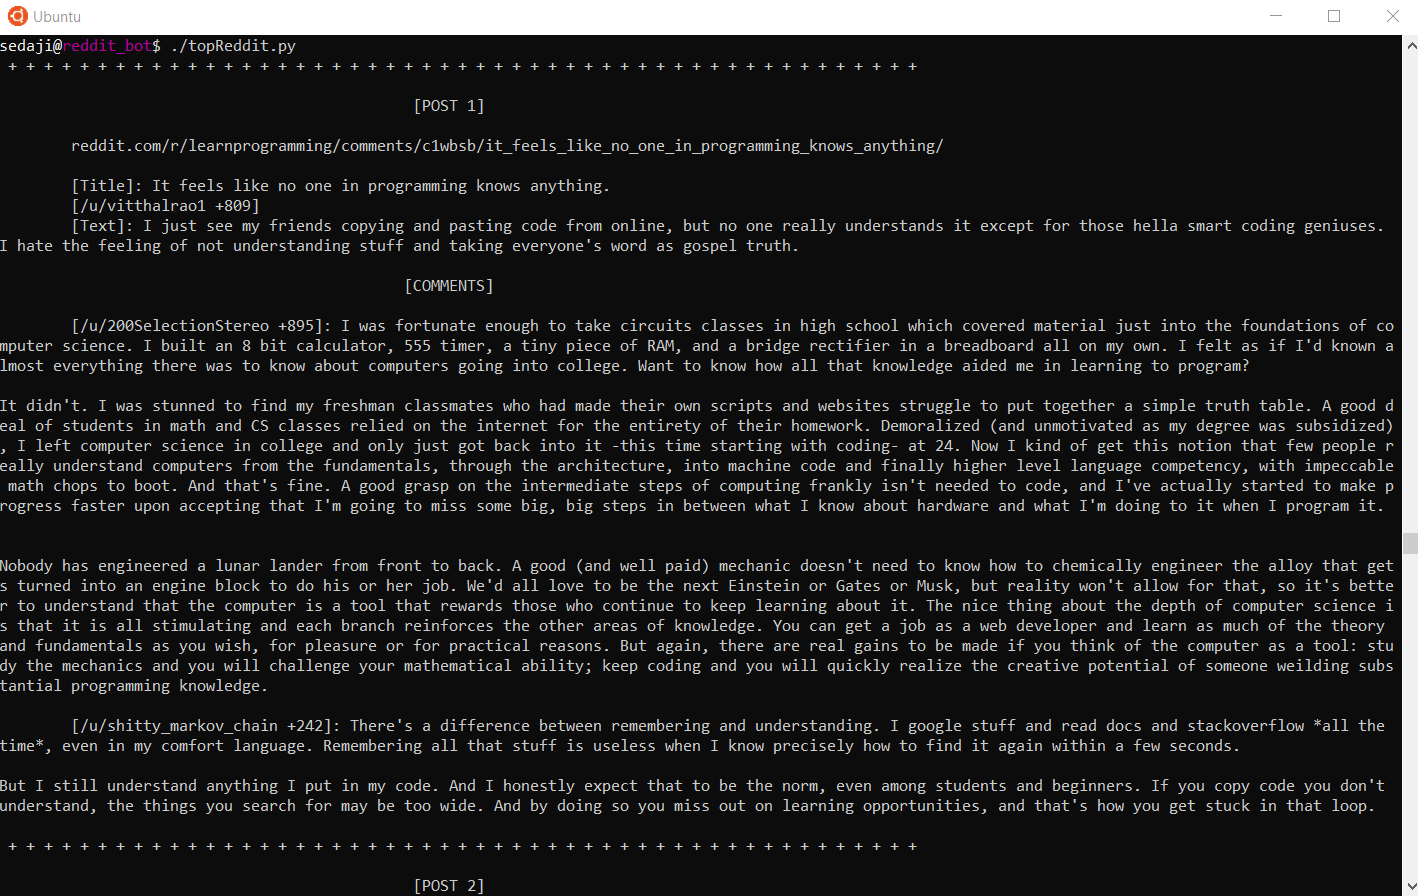 Ubuntu
sedaji@reddit_bot$ ./topReddit.py
+ + + + + + + + + + + + + + + + + + + + + + + + + + + + + + + + + + + + + + + + + + + + + + + + + + +
[POST 1]
reddit.com/r/learnprogramming/comments/c1wbsb/it_feels_like_no_one_in_programming_knows_anything/
[Title]: It feels like no one in programming knows anything.
[/u/vitthalrao1 +809]
[Text]: I just see my friends copying and pasting code from online, but no one really understands it except for those hella smart coding geniuses.
I hate the feeling of not understanding stuff and taking everyone's word as gospel truth.
[COMMENTS]
[/u/200SelectionStereo +895]: I was fortunate enough to take circuits classes in high school which covered material just into the foundations of co
mputer science. I built an 8 bit calculator, 555 timer, a tiny piece of RAM, and a bridge rectifier in a breadboard all on my own. I felt as if I'd known a
lmost everything there was to know about computers going into college. Want to know how all that knowledge aided me in learning to program?
It didn't. I was stunned to find my freshman classmates who had made their own scripts and websites struggle to put together a simple truth table. A good d
eal of students in math and CS classes relied on the internet for the entirety of their homework. Demoralized (and unmotivated as my degree was subsidized)
, I left computer science in college and only just got back into it -this time starting with coding- at 24. Now I kind of get this notion that few people r
eally understand computers from the fundamentals, through the architecture, into machine code and finally higher level language competency, with impeccable
math chops to boot. And that's fine. A good grasp on the intermediate steps of computing frankly isn't needed to code, and I've actually started to make p
rogress faster upon accepting that I'm going to miss some big, big steps in between what I know about hardware and what I'm doing to it when I program it.
Nobody has engineered a lunar lander from front to back. A good (and well paid) mechanic doesn't need to know how to chemically engineer the alloy that get
s turned into an engine block to do his or her job. We'd all love to be the next Einstein or Gates or Musk, but reality won't allow for that, so it's bette
r to understand that the computer is a tool that rewards those who continue to keep learning about it. The nice thing about the depth of computer science i
s that it is all stimulating and each branch reinforces the other areas of knowledge. You can get a job as a web developer and learn as much of the theory
and fundamentals as you wish, for pleasure or for practical reasons. But again, there are real gains to be made if you think of the computer as a tool: stu
dy the mechanics and you will challenge your mathematical ability; keep coding and you will quickly realize the creative potential of someone weilding subs
tantial programming knowledge.
[/u/shitty_markov_chain +242]: There's a difference between remembering and understanding. I google stuff and read docs and stackoverflow *all the
time*, even in my comfort language. Remembering all that stuff is useless when I know precisely how to find it again within a few seconds.
But I still understand anything I put in my code. And I honestly expect that to be the norm, even among students and beginners. If you copy code you don't
understand, the things you search for may be too wide. And by doing so you miss out on learning opportunities, and that's how you get stuck in that loop.
+ + + + + + + + + + + + + + + + + + + + + + + + + + + + + + + + + + + + + + + + + + + + + + + + + + +
[POST 2]